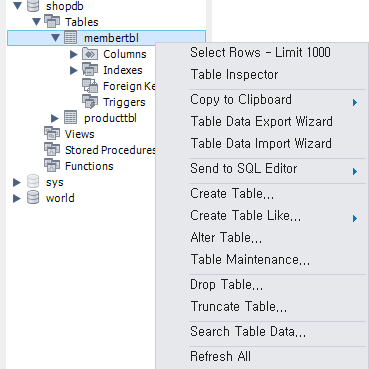 shopdb
Tables
membertbl
Columns
Indexes
Foreign Ke
Triggers
producttbl
Views
Stored Procedures
Functions
sys
world
Select Rows - Limit 1000
Table Inspector
Copy to Clipboard
Table Data Export Wizard
Table Data Import Wizard
Send to SQL Editor
Create Table...
Create Table Like...
Alter Table...
Table Maintenance...
Drop Table...
Truncate Table...
Search Table Data...
Refresh All